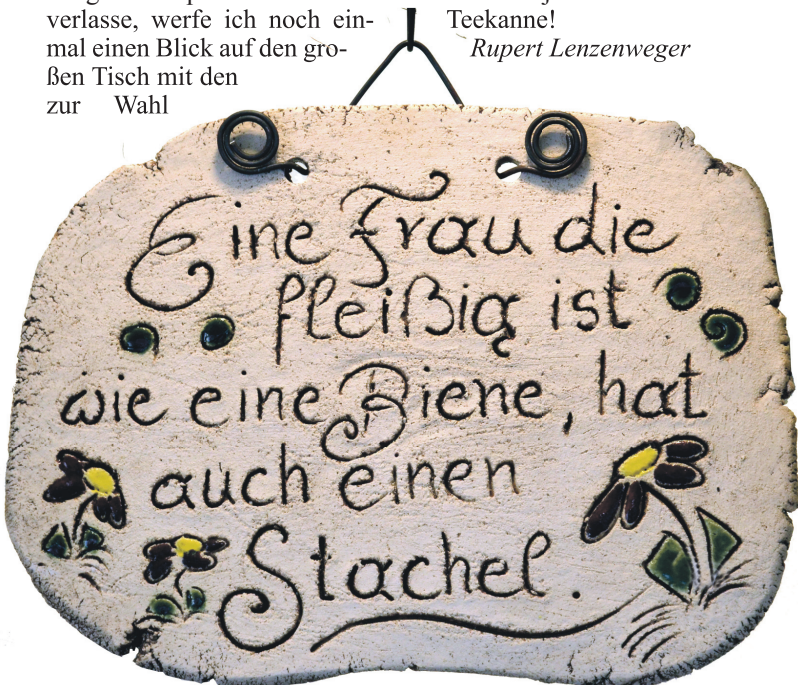 verlasse, werfe ich noch ein-
mal einen Blick auf den gro-
ßen Tisch mit den
zur Wahl
Teekanne!
Rupert Lenzenweger
Eine Frau die
fleißig ist
wie eine Biene, hat
auch einen
Stachel.